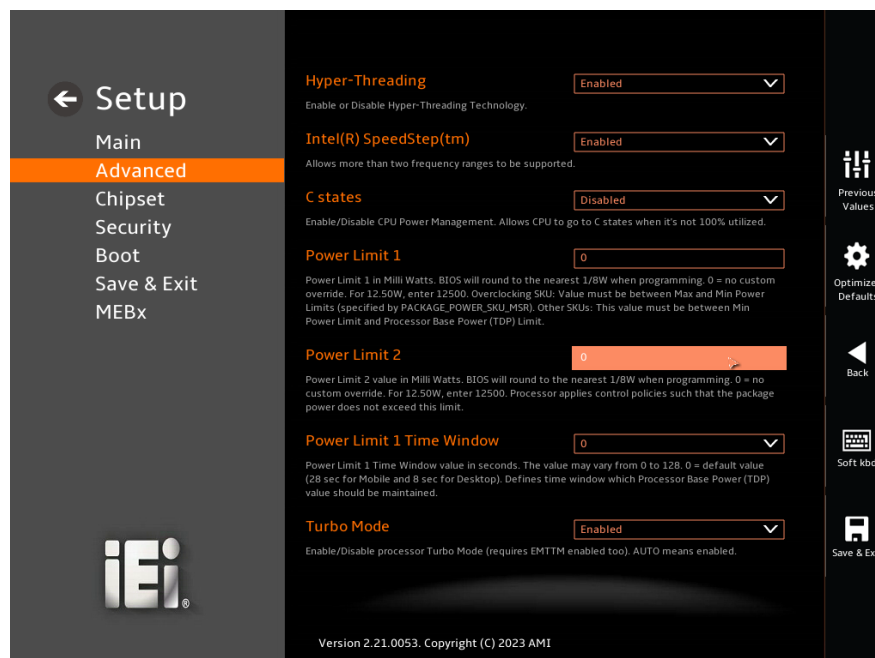 Setup
Main
Advanced
Chipset
Security
Boot
Save & Exit
MEBx
iEi®
Hyper-Threading
Enabled
Enable or Disable Hyper-Threading Technology.
Intel(R) SpeedStep(tm)
Enabled
Allows more than two frequency ranges to be supported.
C states
Disabled
Enable/Disable CPU Power Management. Allows CPU to go to C states when it's not 100% utilized.
Power Limit 1
0
Power Limit 1 in Milli Watts. BIOS will round to the nearest 1/8W when programming. 0 = no custom
override. For 12.50W, enter 12500. Overclocking SKU: Value must be between Max and Min Power
Limits (specified by PACKAGE_POWER_SKU_MSR). Other SKUs: This value must be between Min
Power Limit and Processor Base Power (TDP) Limit.
Power Limit 2
0
Power Limit 2 value in Milli Watts. BIOS will round to the nearest 1/8W when programming. 0 = no
custom override. For 12.50W, enter 12500. Processor applies control policies such that the package
power does not exceed this limit.
Power Limit 1 Time Window
0
Power Limit 1 Time Window value in seconds. The value may vary from 0 to 128. 0 = default value
(28 sec for Mobile and 8 sec for Desktop). Defines time window which Processor Base Power (TDP)
value should be maintained.
Turbo Mode
Enabled
Enable/Disable processor Turbo Mode (requires EMTTM enabled too). AUTO means enabled.
Version 2.21.0053. Copyright (C) 2023 AMI
Previous
Values
Optimize
Defaults
Back
Soft kbd
Save & Ex